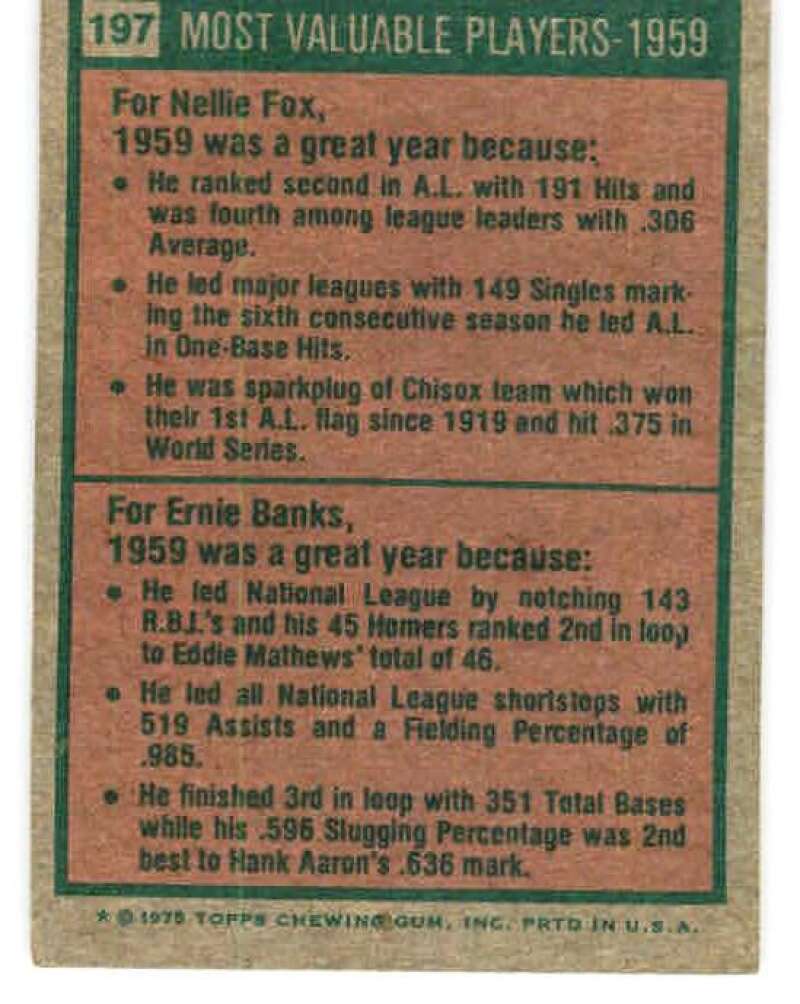 197 MOST VALUABLE PLAYERS-1959
For Nellie Fox,
1959 was a great year because:
• He ranked second in A.L. with 191 Hits and
was fourth among league leaders with .306
Average.
• He led major leagues with 149 Singles mark-
ing the sixth consecutive season he led A.L.
in One-Base Hits.
• He was sparkplug of Chisox team which won
their 1st A.L. flag since 1919 and hit .375 in
World Series.
For Ernie Banks,
1959 was a great year because:
• He led National League by notching 143
R.B.I.'s and his 45 Homers ranked 2nd in loop
to Eddie Mathews' total of 46.
• He led all National League shortstops with
519 Assists and a Fielding Percentage of
.985.
• He finished 3rd in loop with 351 Total Bases
while his .596 Slugging Percentage was 2nd
best to Hank Aaron's .636 mark.
* © 1975 TOPPS CHEWING GUM, INC. PRTD IN U.S.A.